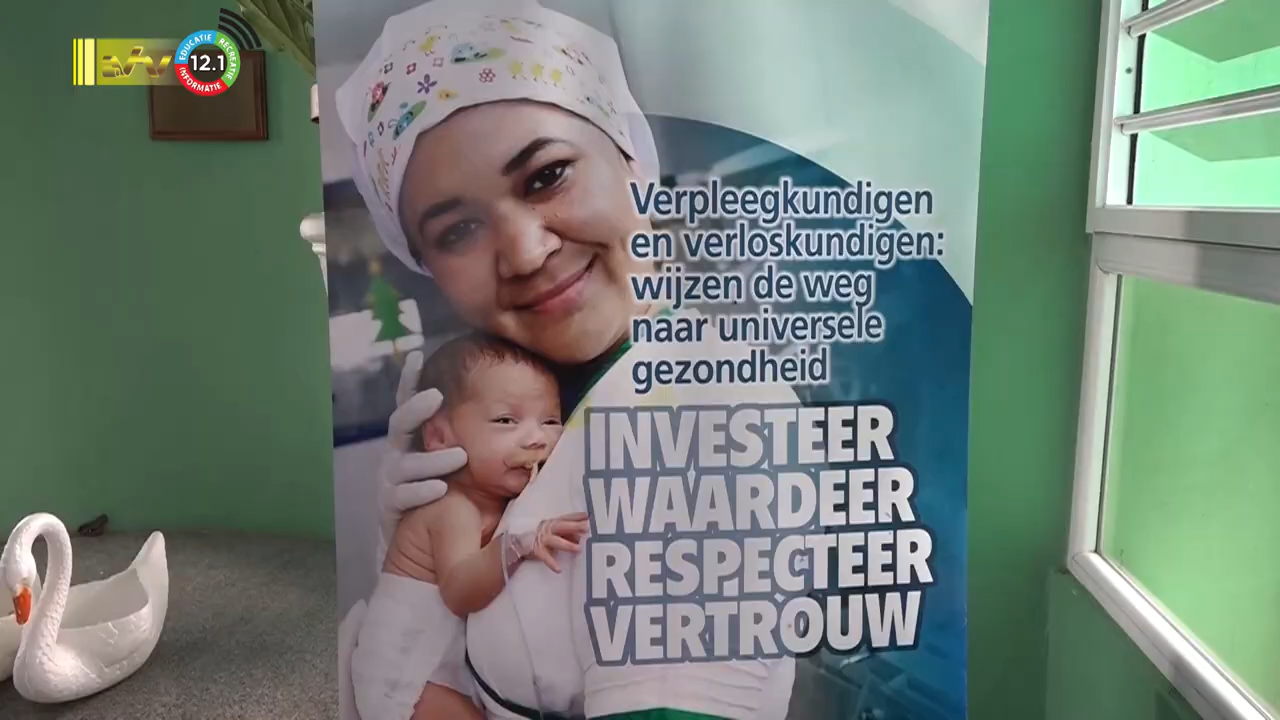 EDUCATIE
RECREATIE
INFORMATIE
12.1
Verpleegkundigen
en verloskundigen:
wijzen de weg
naar universele
gezondheid
INVESTEER
WAARDEER
RESPECTEER
VERTROUW